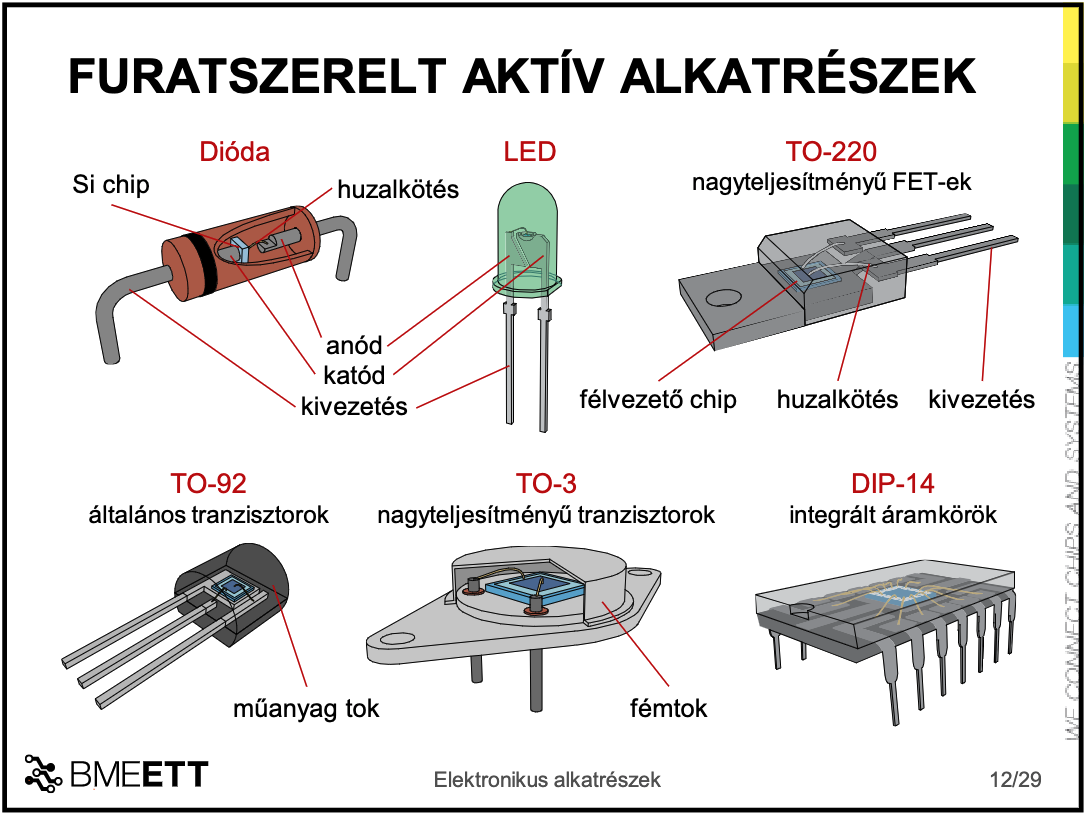 FURATSZERELT AKTÍV ALKATRÉSZEK
Dióda
Si chip
huzalkötés
anód
katód
kivezetés
LED
TO-220
nagyteljesítményű FET-ek
félvezető chip
huzalkötés
kivezetés
TO-92
általános tranzisztorok
műanyag tok
TO-3
nagyteljesítményű tranzisztorok
fémtok
DIP-14
integrált áramkörök
WE CONNECT CHIPS AND SYSTEMS
BMEETT
Elektronikus alkatrészek
12/29